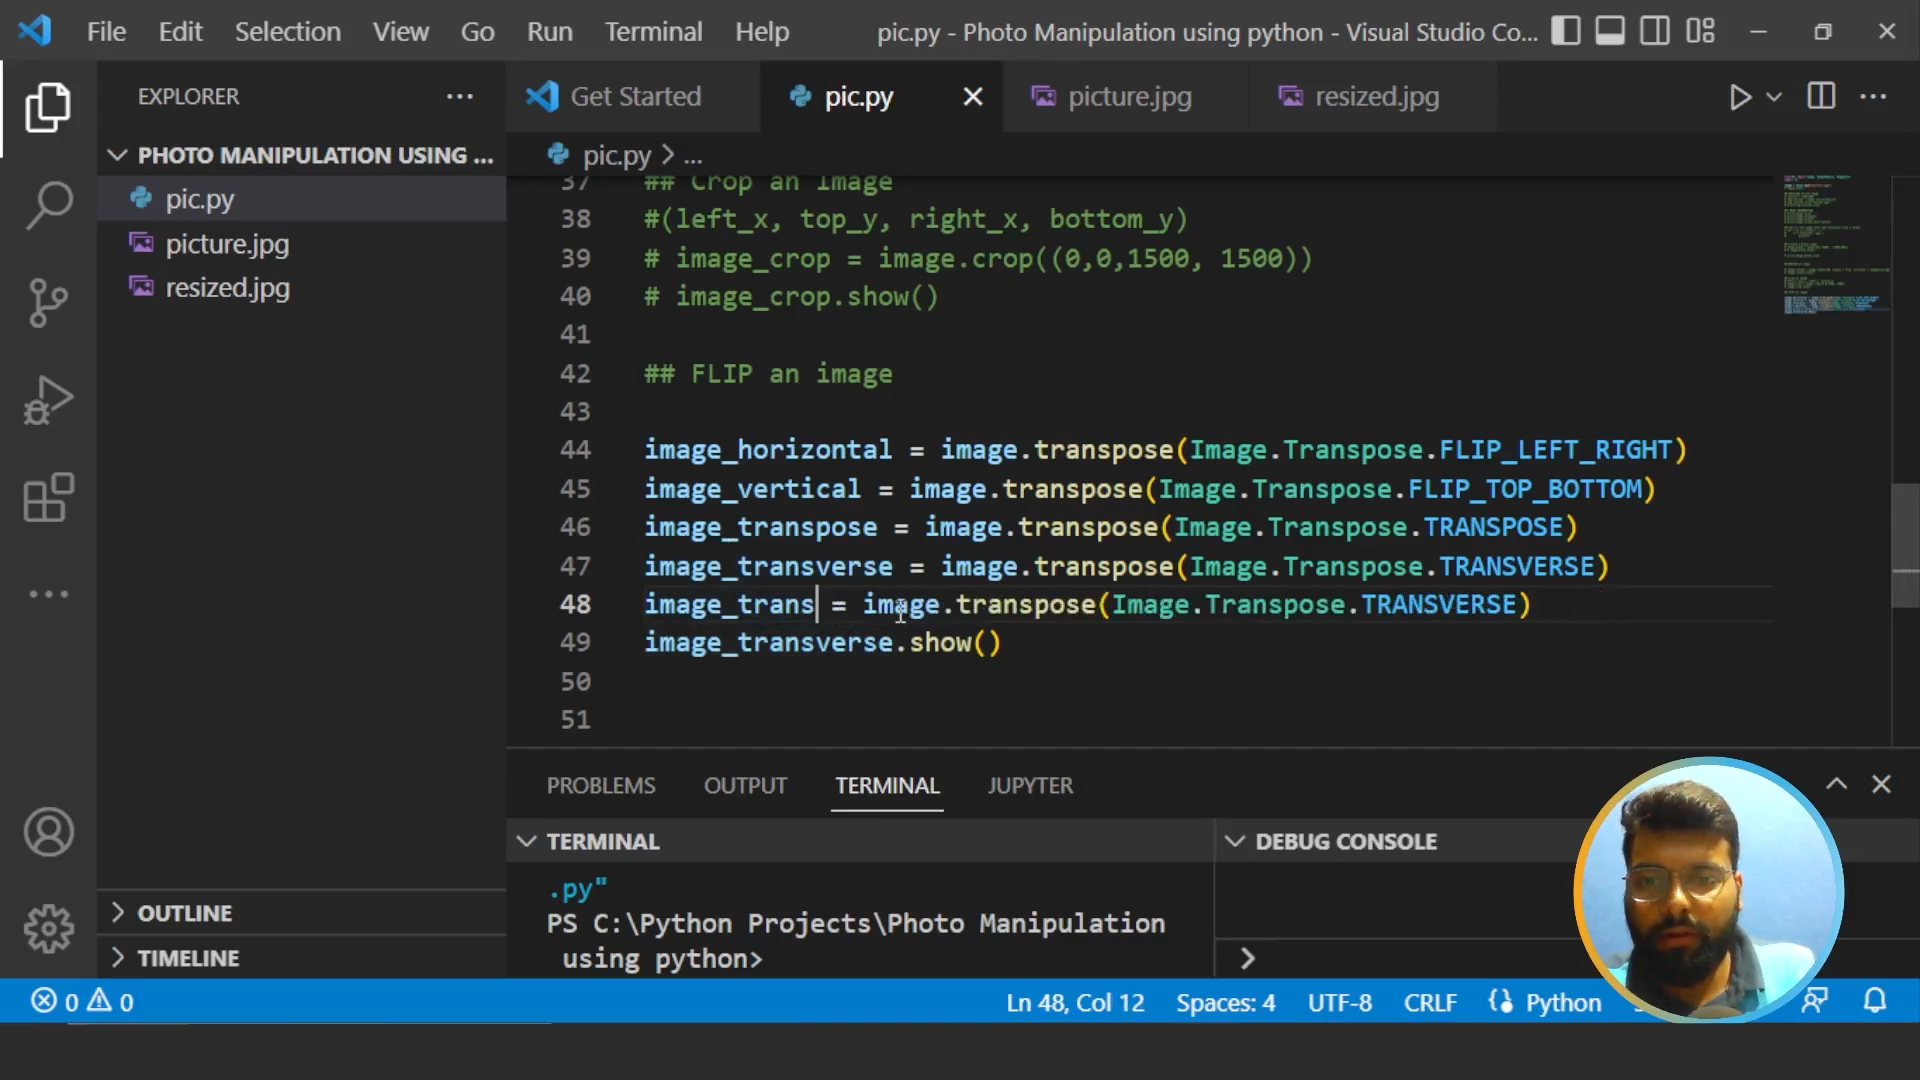 File Edit Selection View Go Run Terminal Help pic.py - Photo Manipulation using python - Visual Studio Co...
EXPLORER ...
PHOTO MANIPULATION USING ...
pic.py
picture.jpg
resized.jpg
OUTLINE
TIMELINE
Get Started pic.py picture.jpg resized.jpg
pic.py > ...
37 ## Crop an Image
38 #(left_x, top_y, right_x, bottom_y)
39 # image_crop = image.crop((0,0,1500, 1500))
40 # image_crop.show()
41
42 ## FLIP an image
43
44 image_horizontal = image.transpose(Image.Transpose.FLIP_LEFT_RIGHT)
45 image_vertical = image.transpose(Image.Transpose.FLIP_TOP_BOTTOM)
46 image_transpose = image.transpose(Image.Transpose.TRANSPOSE)
47 image_transverse = image.transpose(Image.Transpose.TRANSVERSE)
48 image_trans = image.transpose(Image.Transpose.TRANSVERSE)
49 image_transverse.show()
50
51
PROBLEMS OUTPUT TERMINAL JUPYTER
TERMINAL
.py"
PS C:\Python Projects\Photo Manipulation
using python>
DEBUG CONSOLE
>
0 0 Ln 48, Col 12 Spaces: 4 UTF-8 CRLF Python